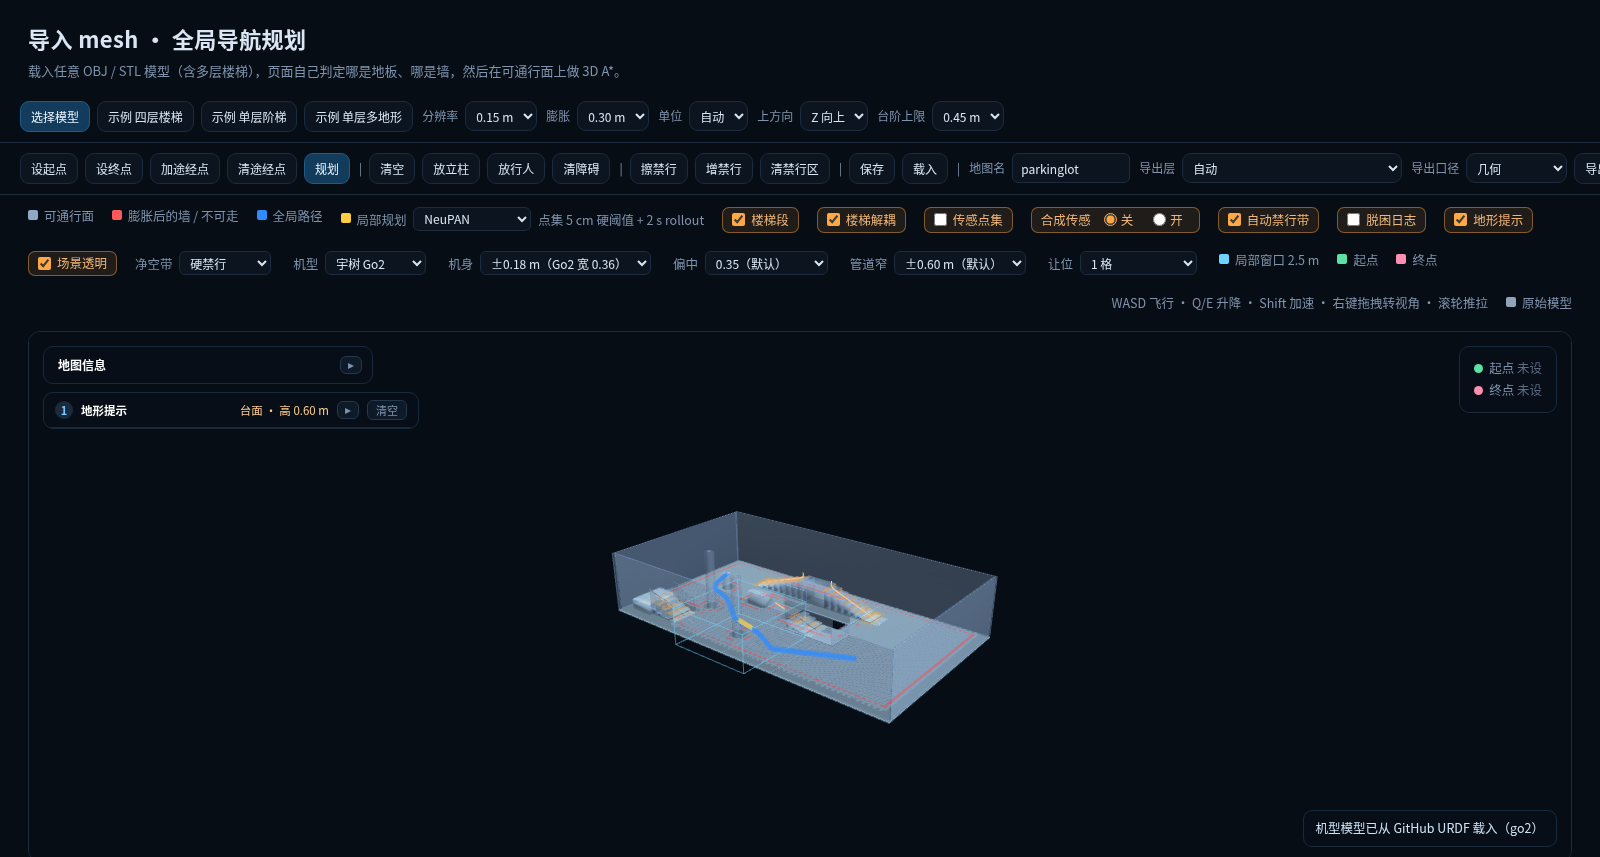 导入 mesh · 全局导航规划
载入任意 OBJ / STL 模型（含多层楼梯），页面自己判定哪是地板、哪是墙，然后在可通行面上做 3D A*。
选择模型 示例 四层楼梯 示例 单层阶梯 示例 单层多地形 分辨率 0.15 m 膨胀 0.30 m 单位 自动 上方向 Z 向上 台阶上限 0.45 m
设起点 设终点 加途经点 清途经点 规划 | 清空 放立柱 放行人 清障碍 | 擦禁行 增禁行 清禁行区 | 保存 载入 | 地图名 parkinglot 导出层 自动 导出口径 几何 导
可通行面 膨胀后的墙 / 不可走 全局路径 局部规划 NeuPAN 点集 5 cm 硬阈值 + 2 s rollout 楼梯段 楼梯解耦 传感点集 合成传感 关 开 自动禁行带 脱困日志 地形提示
场景透明 净空带 硬禁行 机型 宇树 Go2 机身 ±0.18 m（Go2 宽 0.36） 偏中 0.35（默认） 管道窄 ±0.60 m（默认） 让位 1 格 局部窗口 2.5 m 起点 终点
WASD 飞行 · Q/E 升降 · Shift 加速 · 右键拖拽转视角 · 滚轮推拉 原始模型
地图信息
1 地形提示 台面 · 高 0.60 m 清空
起点 未设
终点 未设
机型模型已从 GitHub URDF 载入（go2）